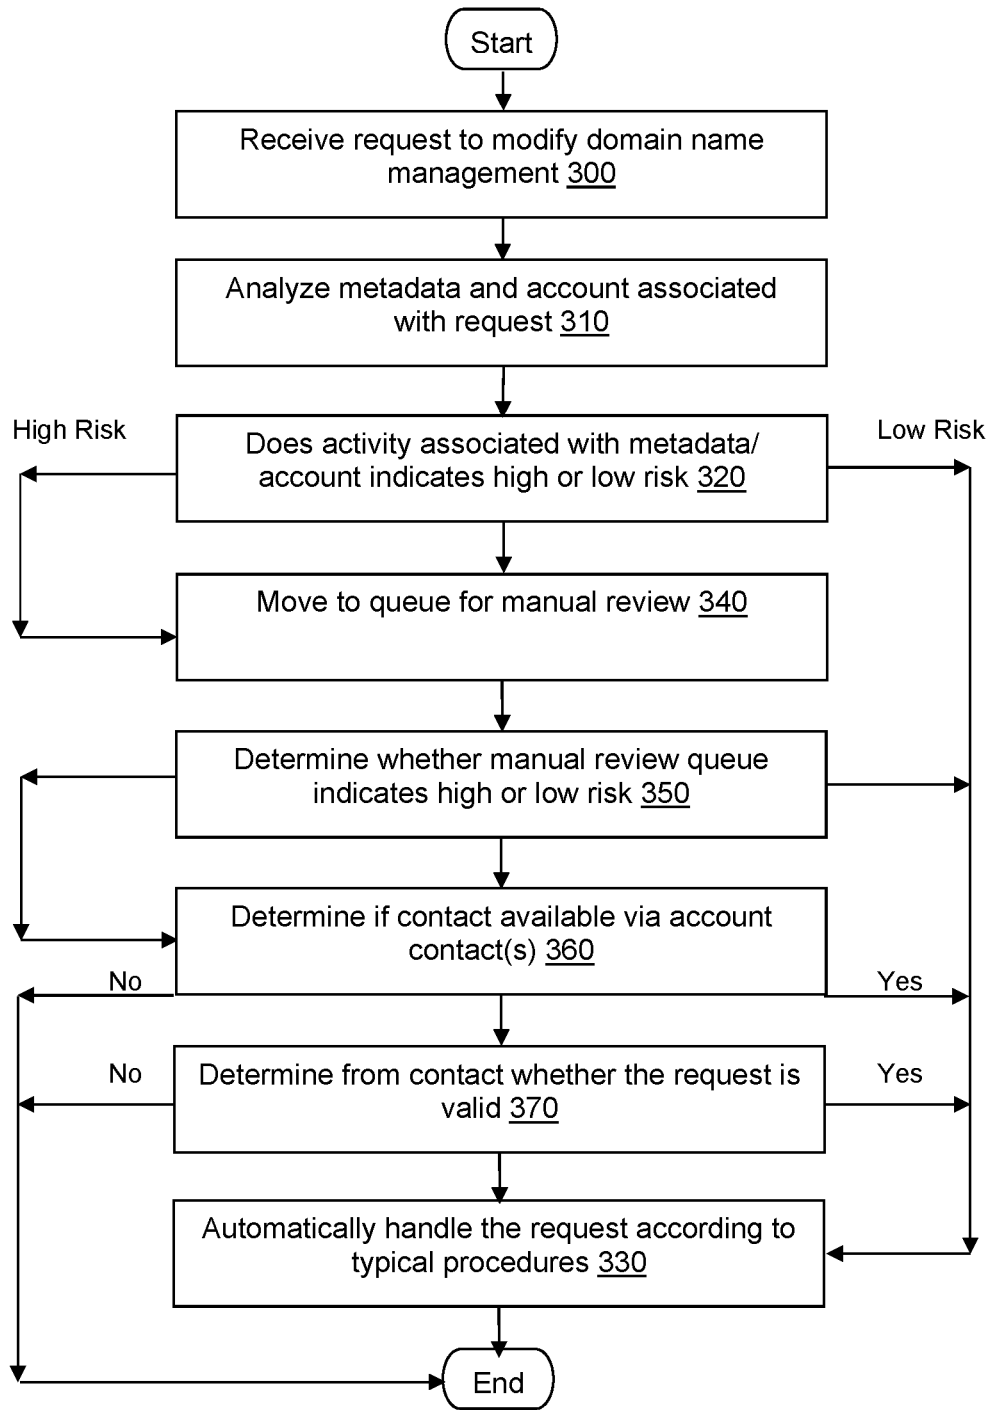 Start
Receive request to modify domain name
management 300
Analyze metadata and account associated
with request 310
High Risk
Low Risk
Does activity associated with metadata/
account indicates high or low risk 320
Move to queue for manual review 340
Determine whether manual review queue
indicates high or low risk 350
Determine if contact available via account
contact(s) 360
No
Yes
No
Yes
Determine from contact whether the request is
valid 370
Automatically handle the request according to
typical procedures 330
End